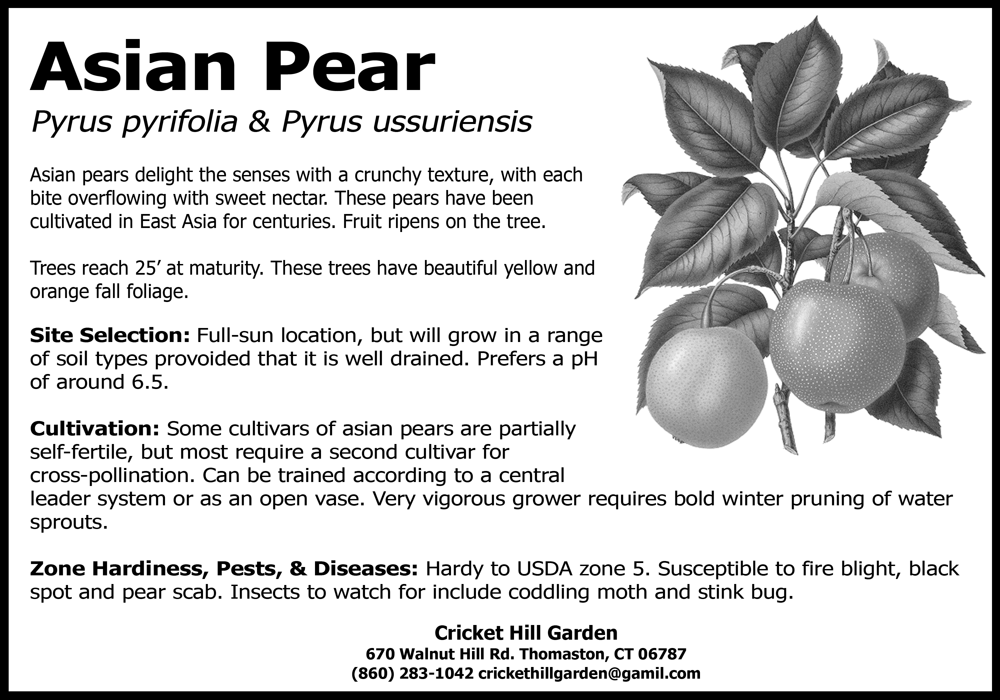 Asian Pear
Pyrus pyrifolia & Pyrus ussuriensis
Asian pears delight the senses with a crunchy texture, with each
bite overflowing with sweet nectar. These pears have been
cultivated in East Asia for centuries. Fruit ripens on the tree.
Trees reach 25’ at maturity. These trees have beautiful yellow and
orange fall foliage.
Site Selection: Full-sun location, but will grow in a range
of soil types provoided that it is well drained. Prefers a pH
of around 6.5.
Cultivation: Some cultivars of asian pears are partially
self-fertile, but most require a second cultivar for
cross-pollination. Can be trained according to a central
leader system or as an open vase. Very vigorous grower requires bold winter pruning of water
sprouts.
Zone Hardiness, Pests, & Diseases: Hardy to USDA zone 5. Susceptible to fire blight, black
spot and pear scab. Insects to watch for include coddling moth and stink bug.
Cricket Hill Garden
670 Walnut Hill Rd. Thomaston, CT 06787
(860) 283-1042 crickethillgarden@gamil.com